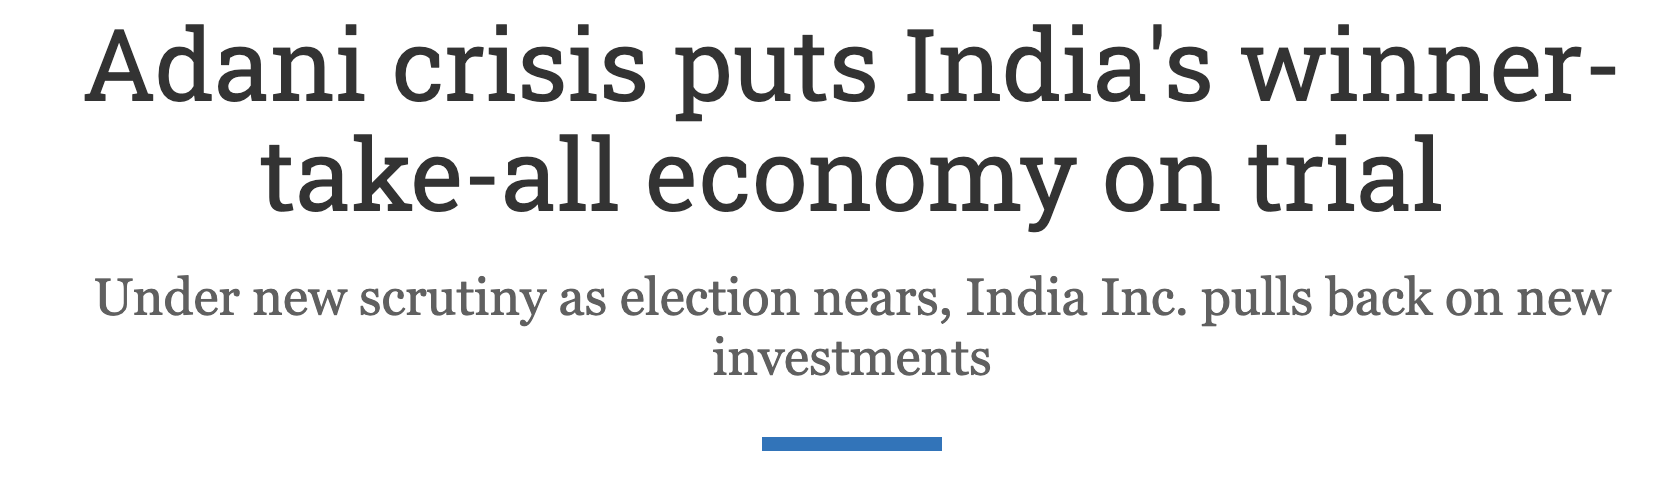 Adani crisis puts India's winner-
take-all economy on trial
Under new scrutiny as election nears, India Inc. pulls back on new
investments